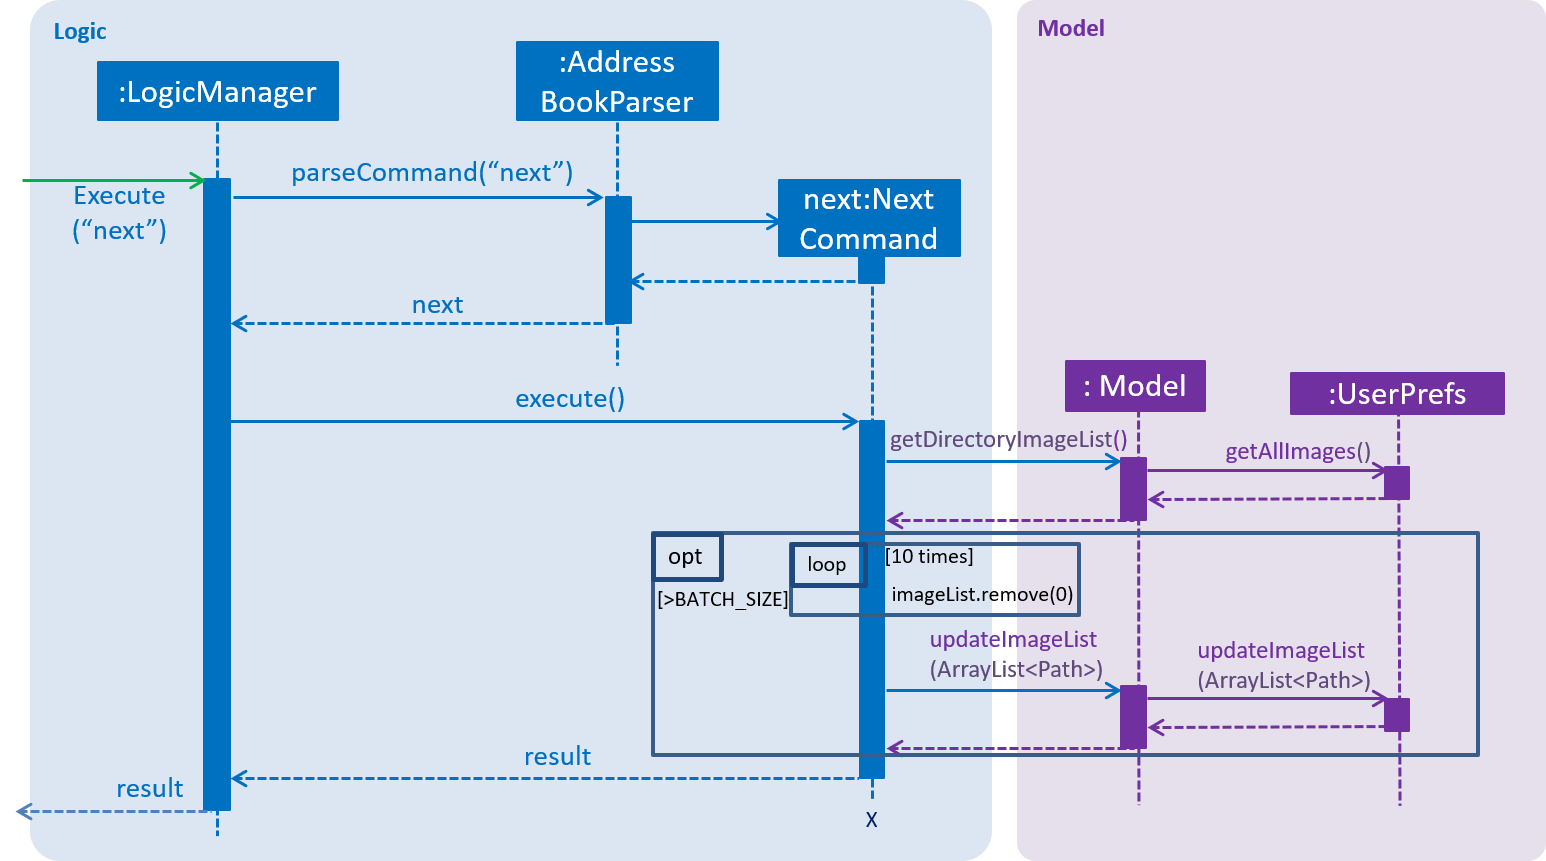 Logic
Model
:LogicManager
:Address
BookParser
parseCommand(“next”)
Execute
(“next”)
next:Next
Command
next
: Model
:UserPrefs
execute()
getDirectoryImageList()
getAllImages()
opt
loop
[10 times]
[>BATCH_SIZE]
imageList.remove(0)
updateImageList
(ArrayList<Path>)
updateImageList
(ArrayList<Path>)
result
result
X